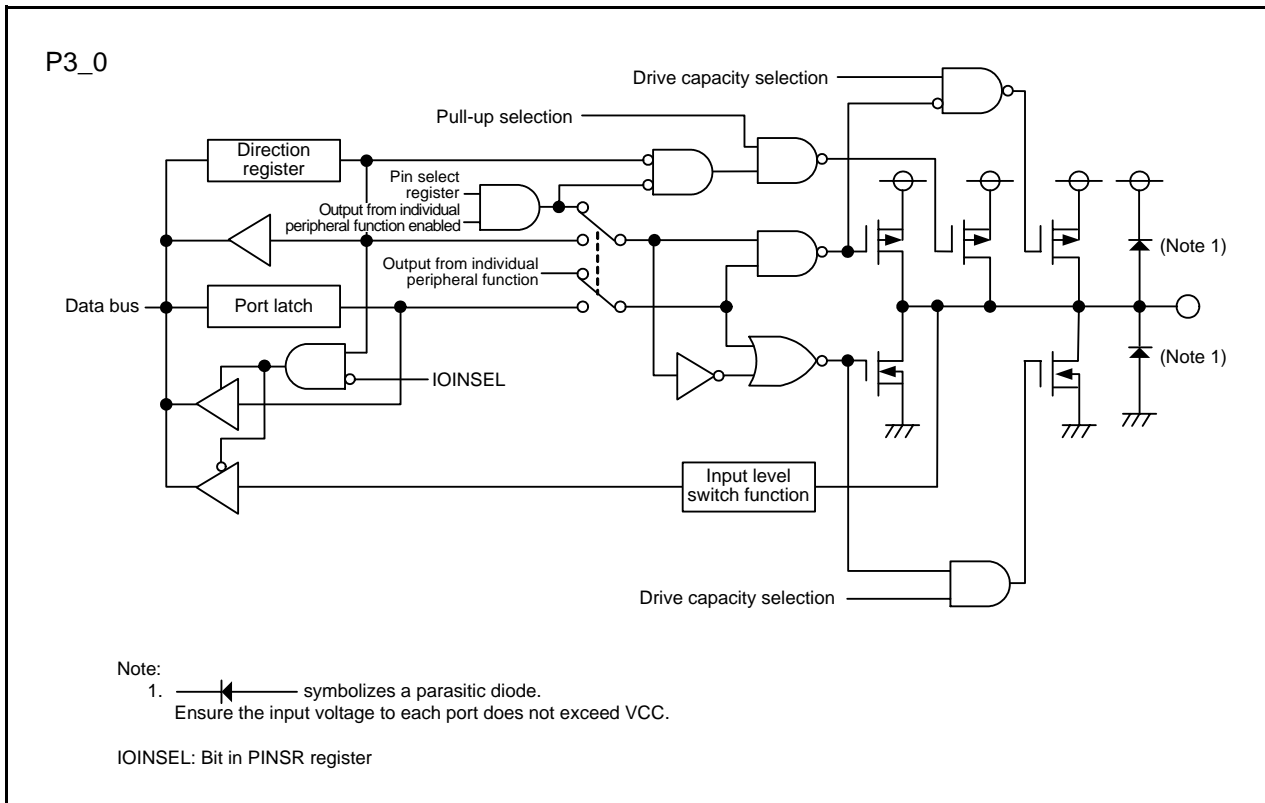 P3_0
Drive capacity selection
Pull-up selection
Direction
register
Pin select
register
Output from individual
peripheral function enabled
Output from individual
peripheral function
(Note 1)
Data bus
Port latch
(Note 1)
IOINSEL
Input level
switch function
Drive capacity selection
Note:
1. symbolizes a parasitic diode.
Ensure the input voltage to each port does not exceed VCC.
IOINSEL: Bit in PINSR register